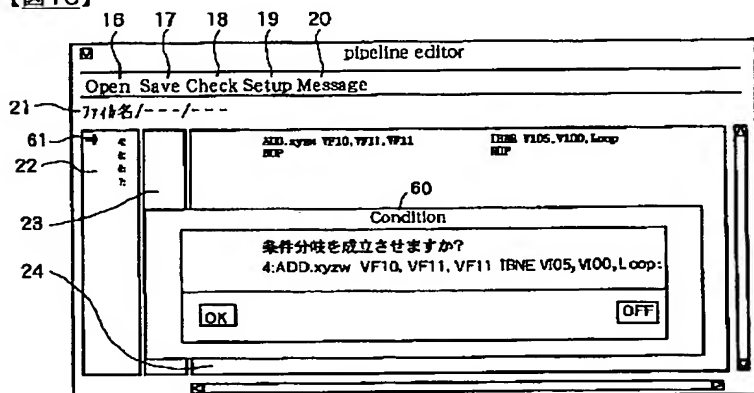 16 17 18 19 20
pipeline editor
Open Save Check Setup Message
21 ファイル名/---/---
61
22
ADD.xyzw VF10,VF11,VF11 IBNE VI05,VI00,Loop
NOP NOP
23
60
Condition
条件分岐を成立させますか?
4:ADD.xyzw VF10, VF11, VF11 IBNE VI05,VI00,Loop:
24
OK OFF